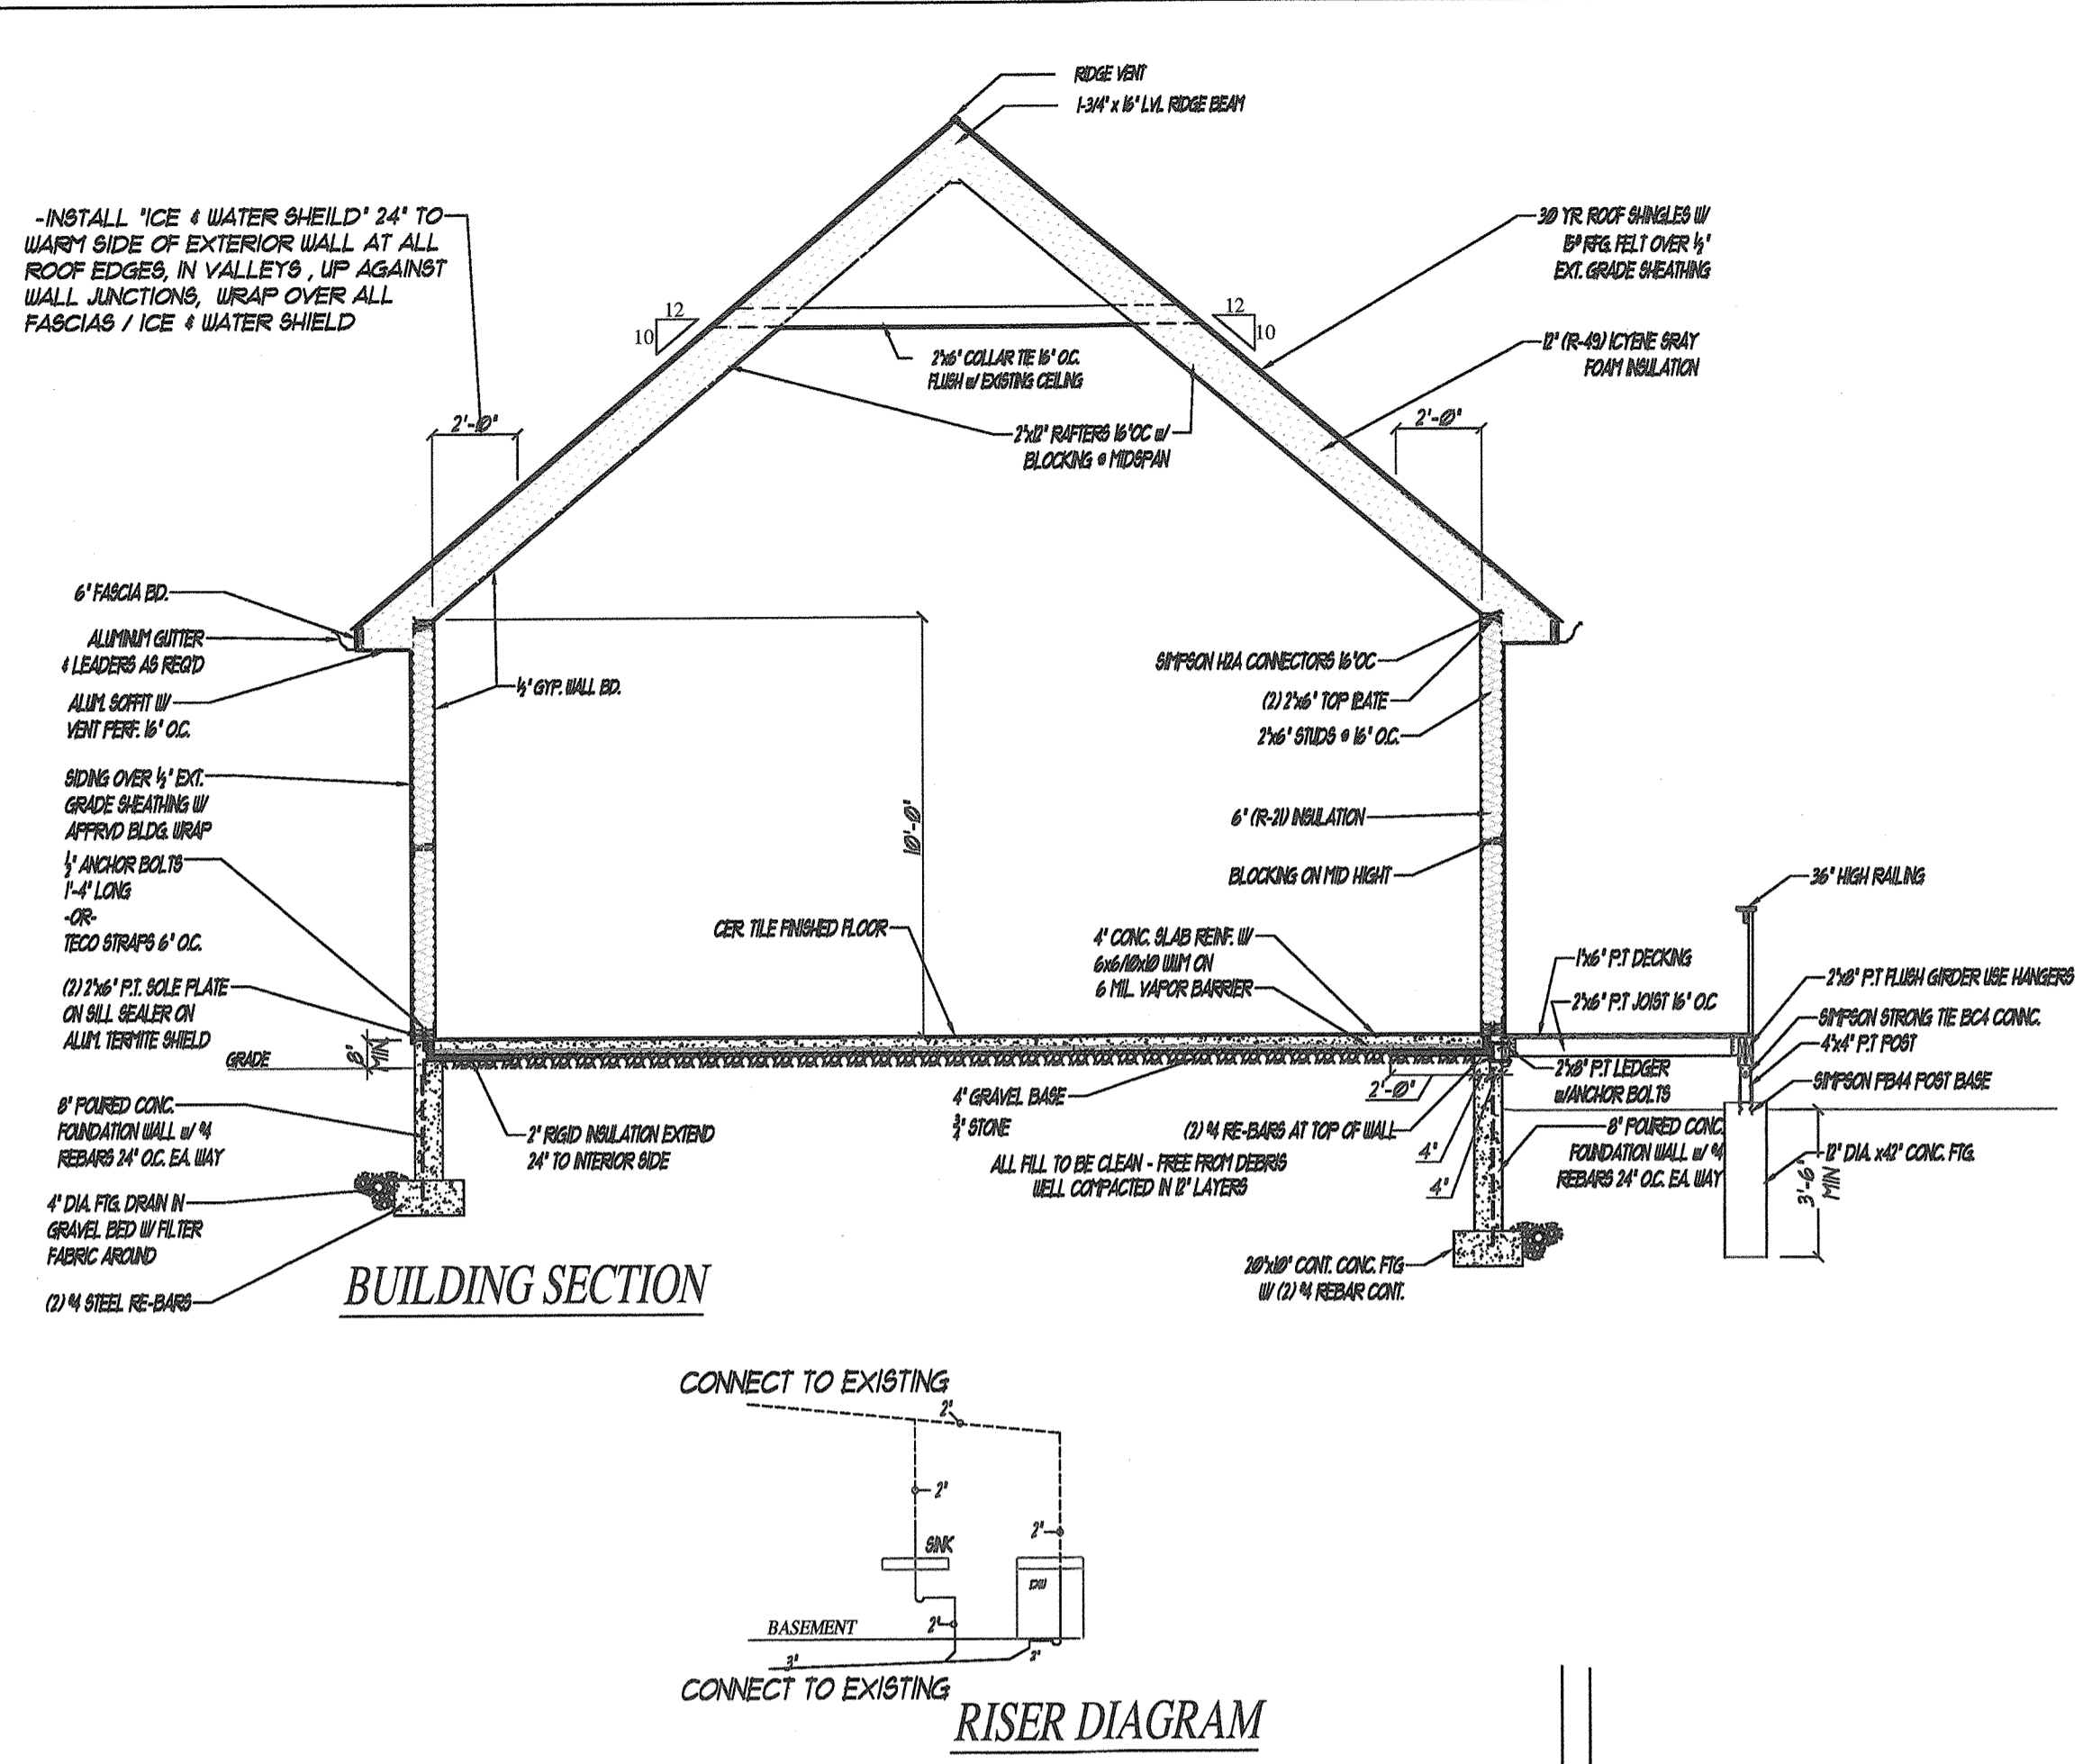 RIDGE VENT
1-3/4" x 16" LVL RIDGE BEAM
-INSTALL "ICE & WATER SHEILD" 24" TO
WARM SIDE OF EXTERIOR WALL AT ALL
ROOF EDGES, IN VALLEYS , UP AGAINST
WALL JUNCTIONS, WRAP OVER ALL
FASCIAS / ICE & WATER SHIELD
30 YR ROOF SHINGLES W/
15# RFG. FELT OVER ½"
EXT. GRADE SHEATHING
12
10
12
10
12" (R-49) ICYENE SRAY
FOAM INSULATION
2"x6" COLLAR TIE 16" O.C.
FLUSH w/ EXISTING CEILING
2'-0"
2'-0"
2"x12" RAFTERS 16"OC w/
BLOCKING @ MIDSPAN
6" FASCIA BD.
ALUMINUM GUTTER
& LEADERS AS REQ'D
ALUM. SOFFIT W/
VENT PERF. 16" O.C.
½" GYP. WALL BD.
SIMPSON H2A CONNECTORS 16"OC
(2) 2"x6" TOP PLATE
2"x6" STUDS @ 16" O.C.
SIDING OVER ½" EXT.
GRADE SHEATHING W/
APPRVD BLDG. WRAP
½" ANCHOR BOLTS
1'-4" LONG
-OR-
TECO STRAPS 6" O.C.
10'-0"
6" (R-21) INSULATION
BLOCKING ON MID HIGHT
36" HIGH RAILING
CER. TILE FINISHED FLOOR
4" CONC. SLAB REINF. W/
6x6/10x10 WWM ON
6 MIL. VAPOR BARRIER
1"x6" P.T DECKING
2"x6" P.T JOIST 16" O.C
2"x8" P.T FLUSH GIRDER USE HANGERS
SIMPSON STRONG TIE BC4 CONNC.
4"x4" P.T POST
SIMPSON PB44 POST BASE
(2) 2"x6" P.T. SOLE PLATE
ON SILL SEALER ON
ALUM. TERMITE SHIELD
GRADE
8"
MIN
2"x8" P.T LEDGER
w/ANCHOR BOLTS
8" POURED CONC.
FOUNDATION WALL w/ #4
REBARS 24" O.C. EA. WAY
2" RIGID INSULATION EXTEND
24" TO INTERIOR SIDE
4" GRAVEL BASE
¾" STONE
2'-0"
(2) #4 RE-BARS AT TOP OF WALL
4"
4"
ALL FILL TO BE CLEAN - FREE FROM DEBRIS
WELL COMPACTED IN 12" LAYERS
8" POURED CONC.
FOUNDATION WALL w/ #4
REBARS 24" O.C. EA. WAY
12" DIA. x42" CONC. FTG.
3'-6"
MIN
4" DIA. FTG. DRAIN IN
GRAVEL BED W/ FILTER
FABRIC AROUND
(2) #4 STEEL RE-BARS
20"x10" CONT. CONC. FTG
W/ (2) #4 REBAR CONT.
BUILDING SECTION
CONNECT TO EXISTING
2"
2"
2"
SINK
DW
2"
BASEMENT
3"
2"
CONNECT TO EXISTING
RISER DIAGRAM